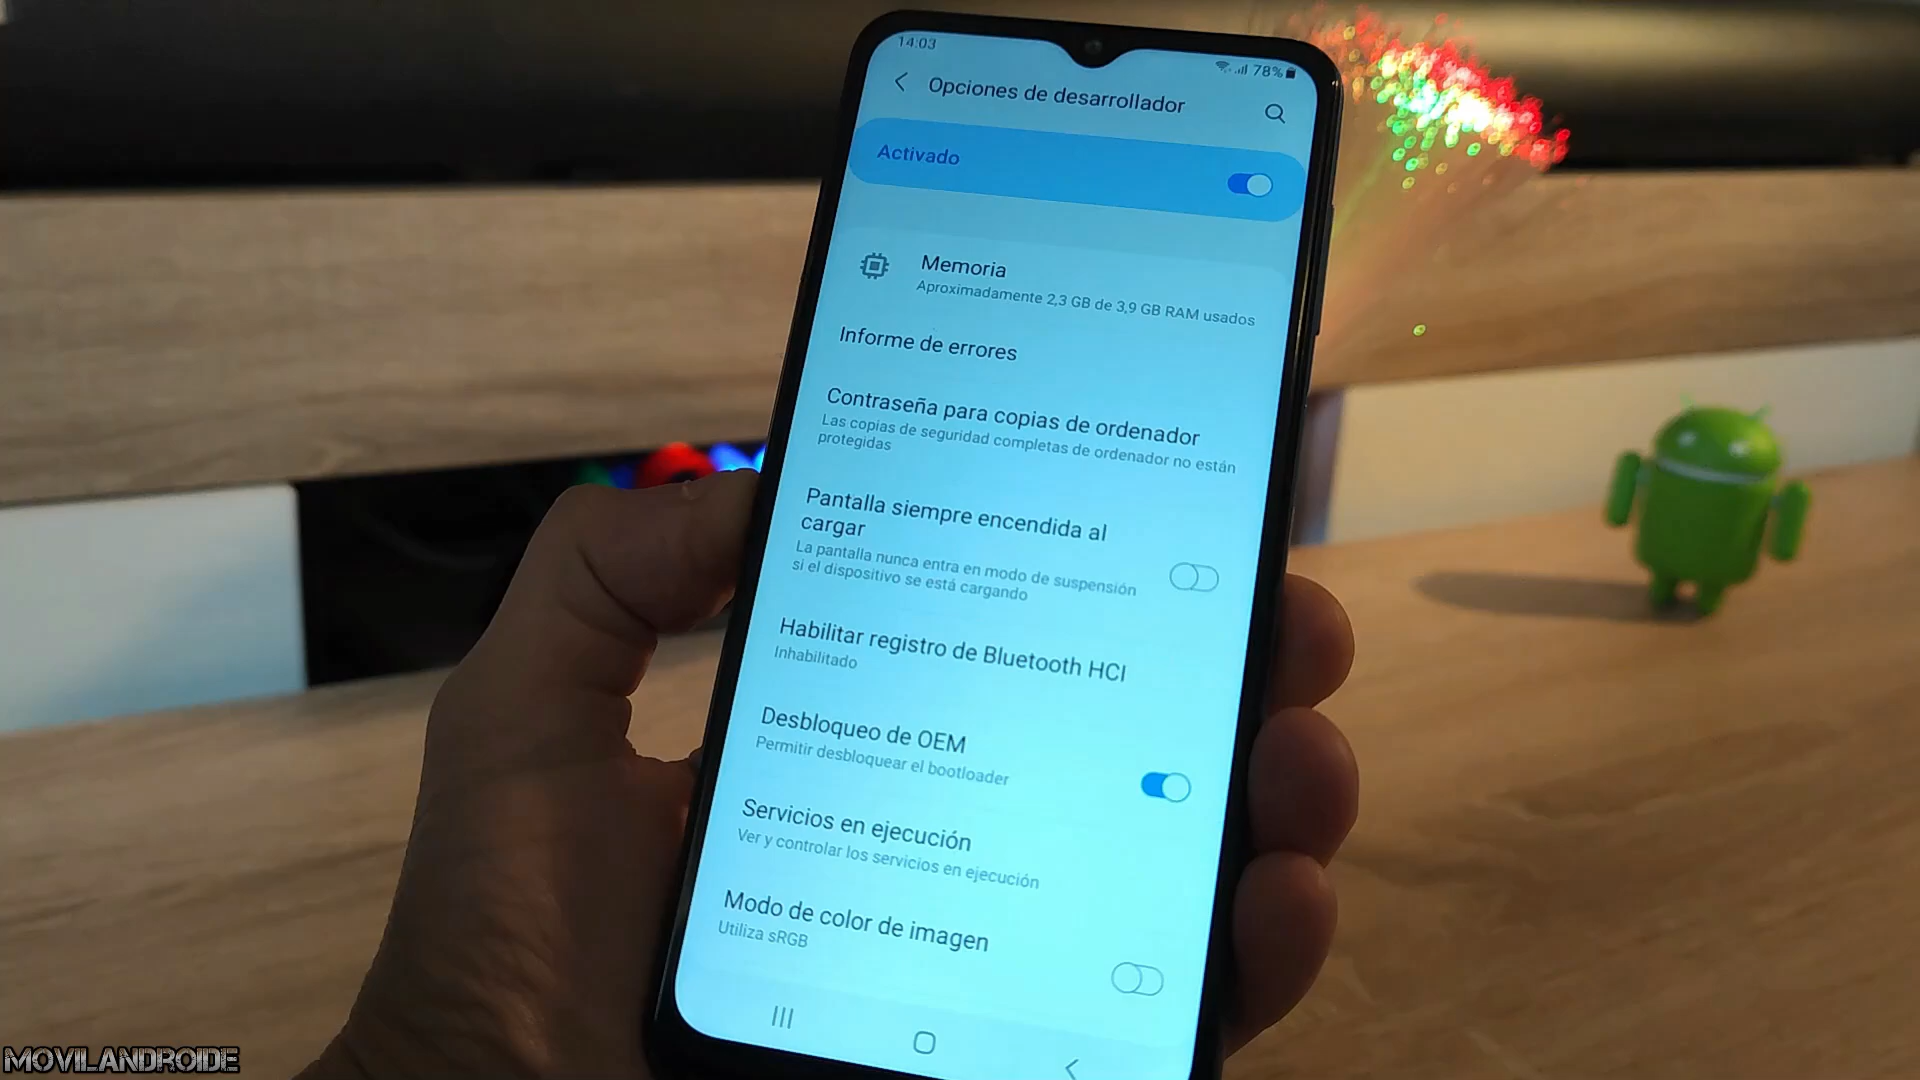 14:03
78%
Opciones de desarrollador
Activado
Memoria
Aproximadamente 2,3 GB de 3,9 GB RAM usados
Informe de errores
Contraseña para copias de ordenador
Las copias de seguridad completas de ordenador no están
protegidas
Pantalla siempre encendida al
cargar
La pantalla nunca entra en modo de suspensión
si el dispositivo se está cargando
Habilitar registro de Bluetooth HCI
Inhabilitado
Desbloqueo de OEM
Permitir desbloquear el bootloader
Servicios en ejecución
Ver y controlar los servicios en ejecución
Modo de color de imagen
Utiliza sRGB
MOVILANDROIDE